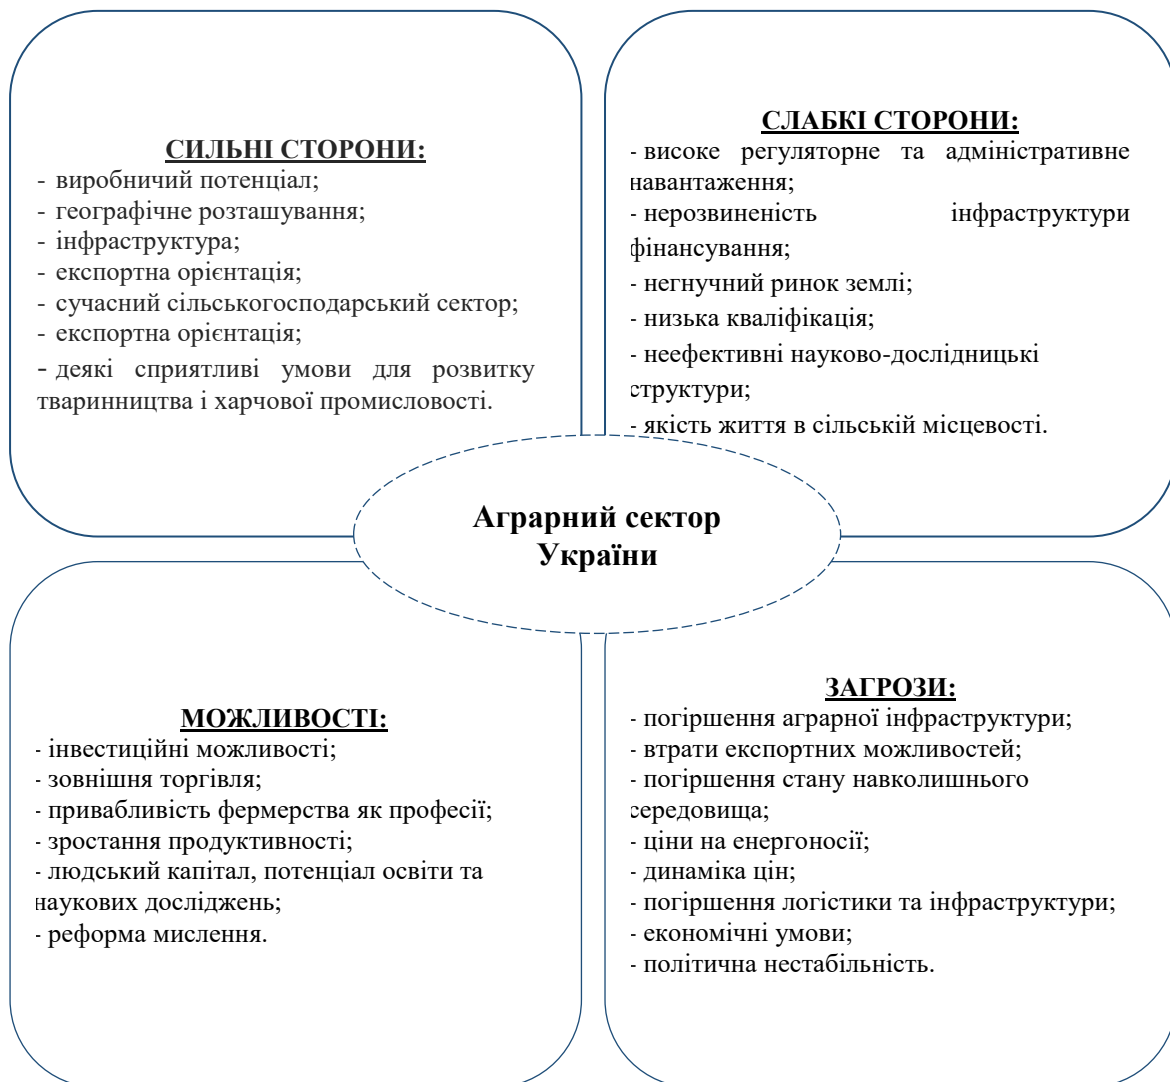 СИЛЬНІ СТОРОНИ:
- виробничий потенціал;
- географічне розташування;
- інфраструктура;
- експортна орієнтація;
- сучасний сільськогосподарський сектор;
- експортна орієнтація;
- деякі сприятливі умови для розвитку
тваринництва і харчової промисловості.
СЛАБКІ СТОРОНИ:
- високе регуляторне та адміністративне
навантаження;
- нерозвиненість інфраструктури
фінансування;
- негнучий ринок землі;
- низька кваліфікація;
- неефективні науково-дослідницькі
структури;
- якість життя в сільській місцевості.
Аграрний сектор
України
МОЖЛИВОСТІ:
- інвестиційні можливості;
- зовнішня торгівля;
- привабливість фермерства як професії;
- зростання продуктивності;
- людський капітал, потенціал освіти та
наукових досліджень;
- реформа мислення.
ЗАГРОЗИ:
- погіршення аграрної інфраструктури;
- втрати експортних можливостей;
- погіршення стану навколишнього
середовища;
- ціни на енергоносії;
- динаміка цін;
- погіршення логістики та інфраструктури;
- економічні умови;
- політична нестабільність.